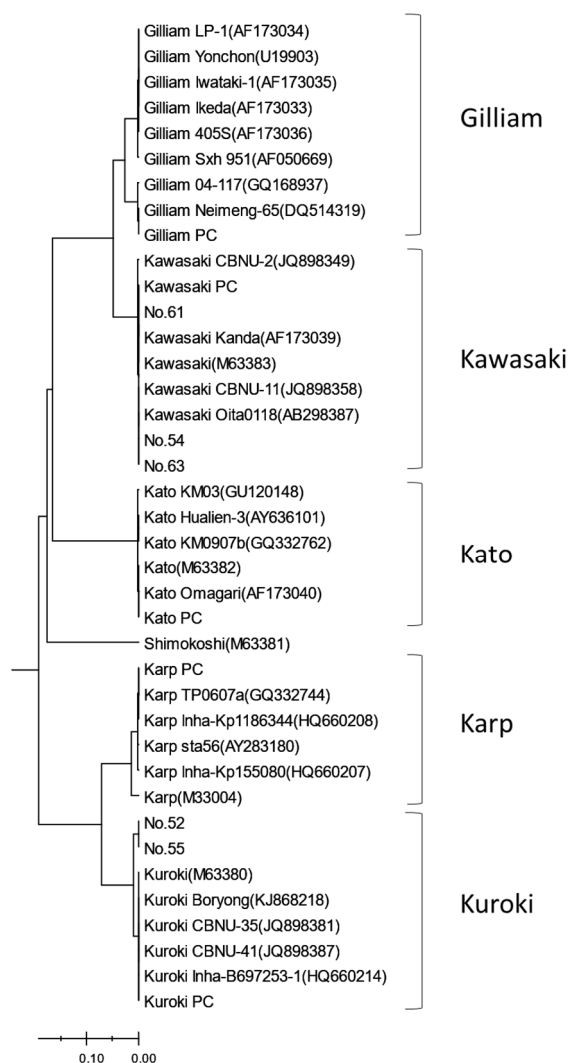 Gilliam LP-1(AF173034)
Gilliam Yonchon(U19903)
Gilliam Iwataki-1(AF173035)
Gilliam Ikeda(AF173033)
Gilliam 405S(AF173036)
Gilliam Sxh 951(AF050669)
Gilliam 04-117(GQ168937)
Gilliam Neimeng-65(DQ514319)
Gilliam PC
Gilliam
Kawasaki CBNU-2(JQ898349)
Kawasaki PC
No.61
Kawasaki Kanda(AF173039)
Kawasaki(M63383)
Kawasaki CBNU-11(JQ898358)
Kawasaki Oita0118(AB298387)
No.54
No.63
Kawasaki
Kato KM03(GU120148)
Kato Hualien-3(AY636101)
Kato KM0907b(GQ332762)
Kato(M63382)
Kato Omagari(AF173040)
Kato PC
Kato
Shimokoshi(M63381)
Karp PC
Karp TP0607a(GQ332744)
Karp Inha-Kp1186344(HQ660208)
Karp sta56(AY283180)
Karp Inha-Kp155080(HQ660207)
Karp(M33004)
Karp
No.52
No.55
Kuroki(M63380)
Kuroki Boryong(KJ868218)
Kuroki CBNU-35(JQ898381)
Kuroki CBNU-41(JQ898387)
Kuroki Inha-B697253-1(HQ660214)
Kuroki PC
Kuroki
0.10 0.00